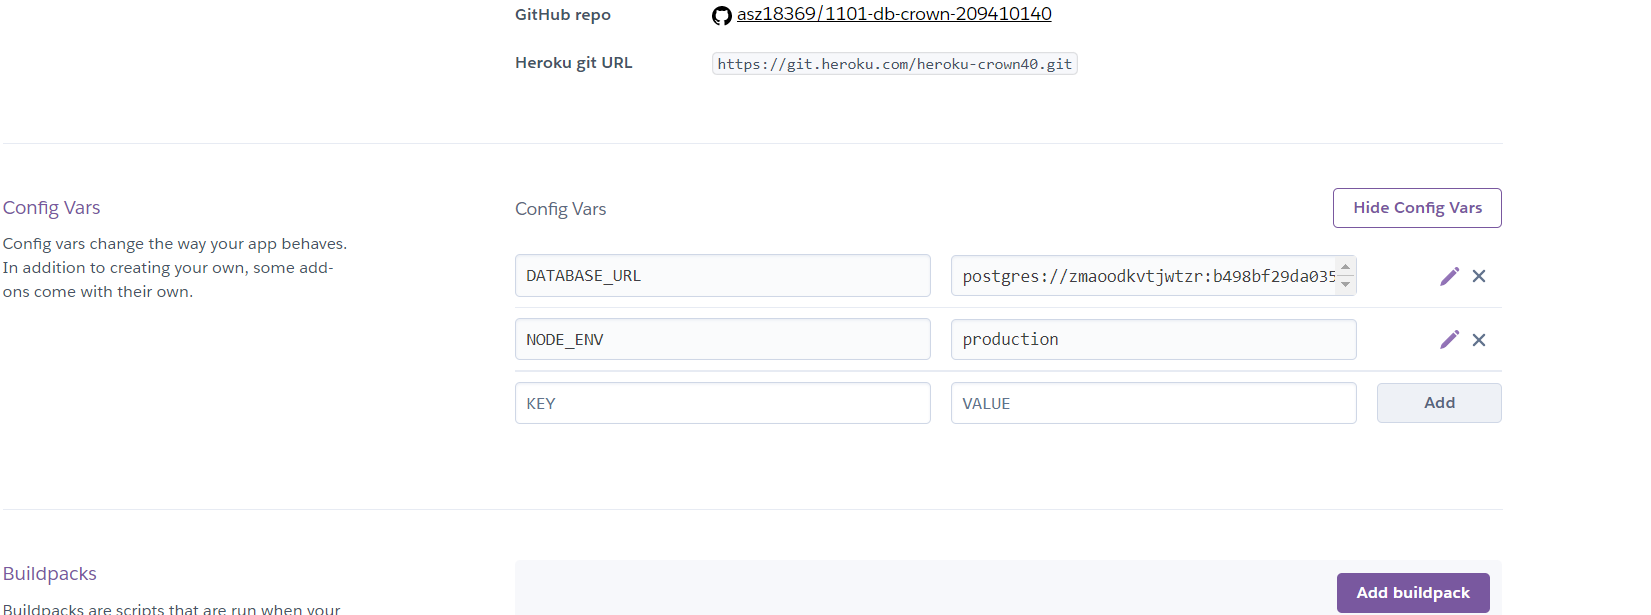 GitHub repo asz18369/1101-db-crown-209410140
Heroku git URL https://git.heroku.com/heroku-crown40.git
Config Vars
Config vars change the way your app behaves.
In addition to creating your own, some add-
ons come with their own.
Config Vars Hide Config Vars
DATABASE_URL postgres://zmaoodkvtjwtzr:b498bf29da035
NODE_ENV production
KEY VALUE Add
Buildpacks
Buildpacks are scripts that are run when your
Add buildpack